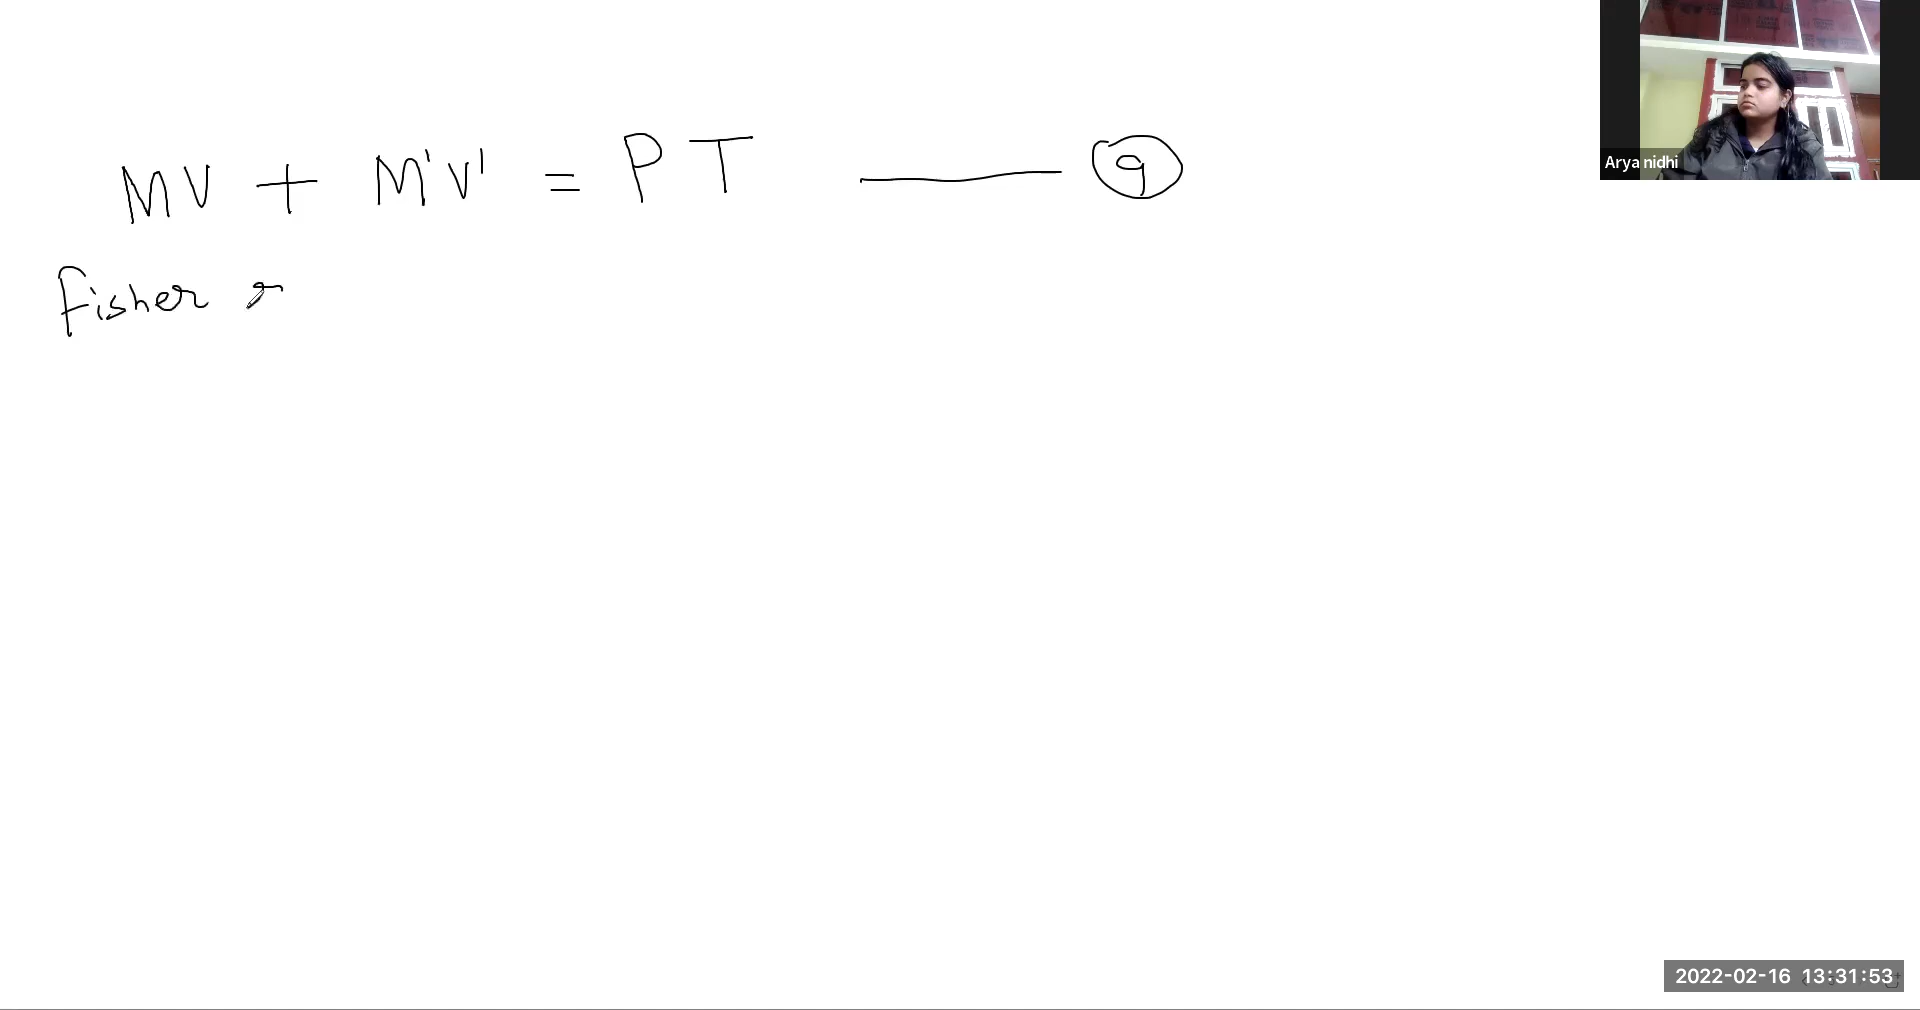 MV + M'V' = PT —— 9
Fisher
Arya nidhi
2022-02-16 13:31:53